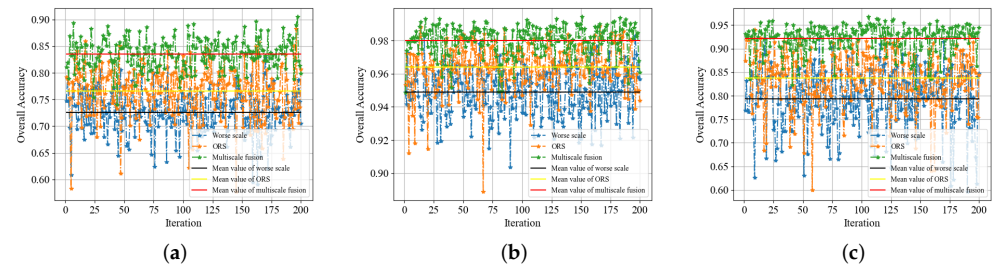 0.90
0.85
0.80
0.75
0.70
0.65
0.60
Overall Accuracy
0 25 50 75 100 125 150 175 200
Iteration
Worse scale
ORS
Multiscale fusion
Mean value of worse scale
Mean value of ORS
Mean value of multiscale fusion
(a)
0.98
0.96
0.94
0.92
0.90
Overall Accuracy
0 25 50 75 100 125 150 175 200
Iteration
Worse scale
ORS
Multiscale fusion
Mean value of worse scale
Mean value of ORS
Mean value of multiscale fusion
(b)
0.95
0.90
0.85
0.80
0.75
0.70
0.65
0.60
Overall Accuracy
0 25 50 75 100 125 150 175 200
Iteration
Worse scale
ORS
Multiscale fusion
Mean value of worse scale
Mean value of ORS
Mean value of multiscale fusion
(c)